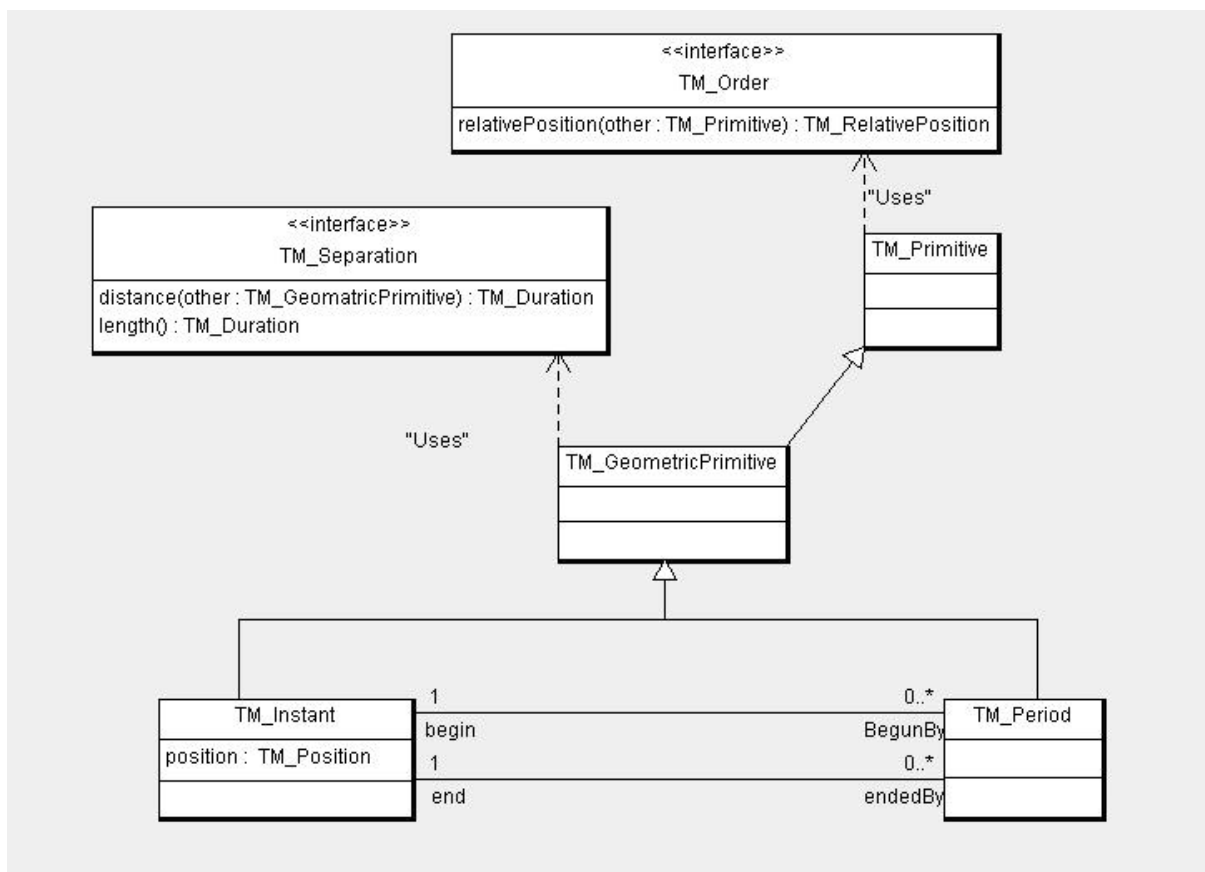 <<interface>>
TM_Order
relativePosition(other : TM_Primitive) : TM_RelativePosition
"Uses"
<<interface>>
TM_Separation
distance(other : TM_GeomatricPrimitive) : TM_Duration
length() : TM_Duration
TM_Primitive
"Uses"
TM_GeometricPrimitive
TM_Instant
position : TM_Position
1
begin
1
end
0..*
BegunBy
0..*
endedBy
TM_Period